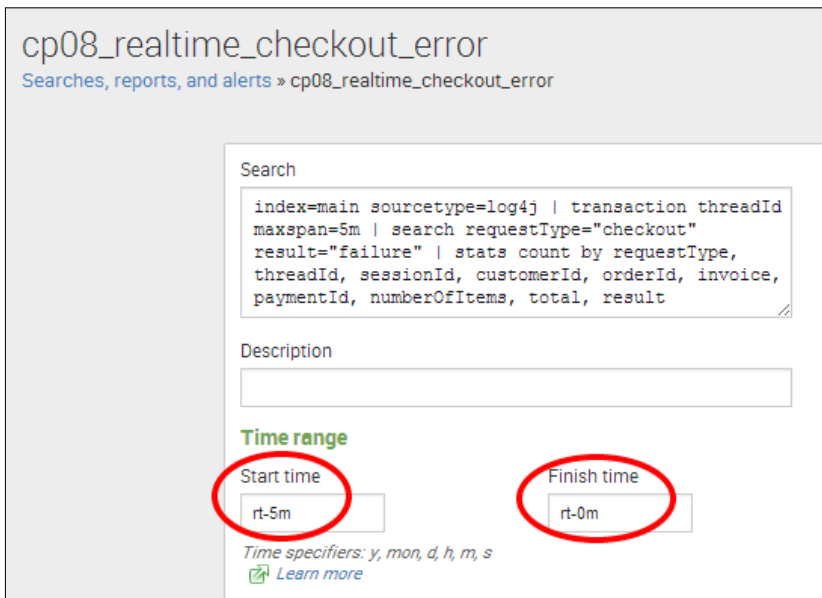 cp08_realtime_checkout_error
Searches, reports, and alerts » cp08_realtime_checkout_error
Search
index=main sourcetype=log4j | transaction threadId
maxspan=5m | search requestType="checkout"
result="failure" | stats count by requestType,
threadId, sessionId, customerId, orderId, invoice,
paymentId, numberOfItems, total, result
Description
Time range
Start time Finish time
rt-5m rt-0m
Time specifiers: y, mon, d, h, m, s
Learn more